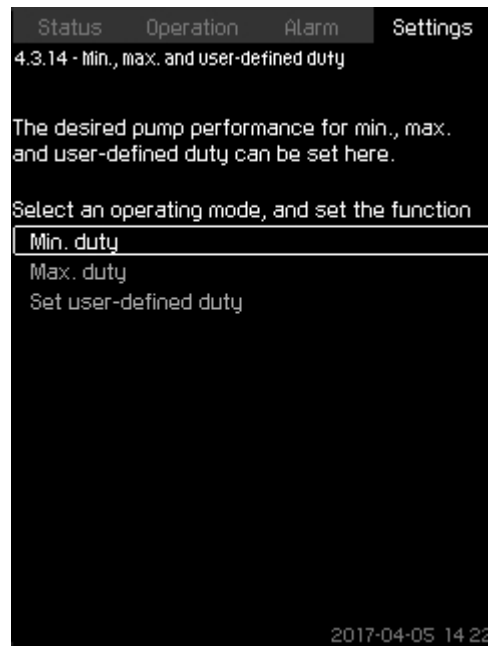 Status Operation Alarm Settings
4.3.14 - Min., max. and user-defined duty
The desired pump performance for min., max.
and user-defined duty can be set here.
Select an operating mode, and set the function
Min. duty
Max. duty
Set user-defined duty
2017-04-05 14:22